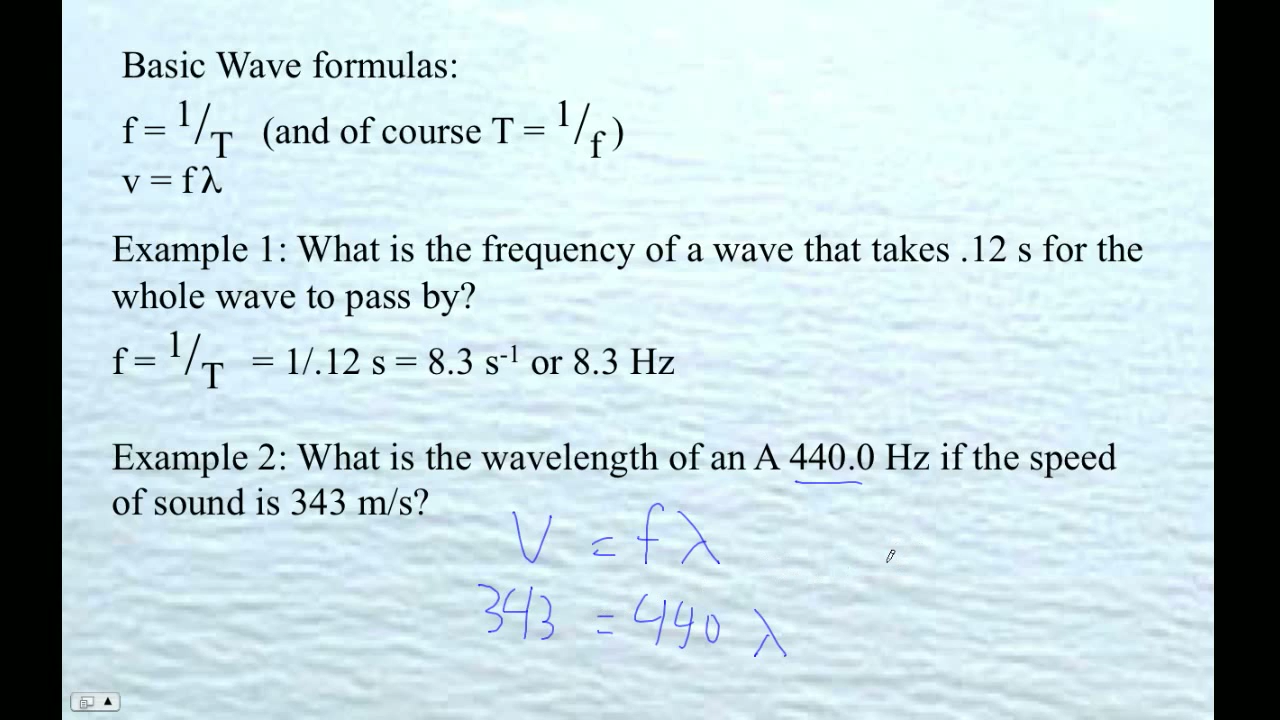 Basic Wave formulas:
f = 1/T (and of course T = 1/f)
v = fλ
Example 1: What is the frequency of a wave that takes .12 s for the
whole wave to pass by?
f = 1/T = 1/.12 s = 8.3 s⁻¹ or 8.3 Hz
Example 2: What is the wavelength of an A 440.0 Hz if the speed
of sound is 343 m/s?
V = fλ
343 = 440 λ